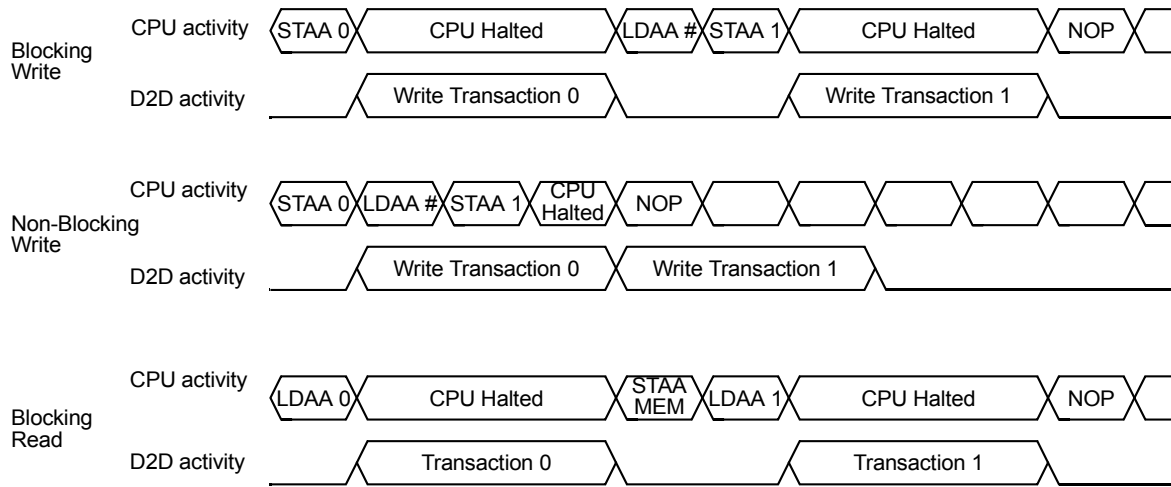 CPU activity
STAA 0 CPU Halted LDAA # STAA 1 CPU Halted NOP
Blocking
Write
D2D activity
Write Transaction 0 Write Transaction 1
CPU activity
STAA 0 LDAA # STAA 1 CPU
Halted NOP
Non-Blocking
Write
D2D activity
Write Transaction 0 Write Transaction 1
CPU activity
LDAA 0 CPU Halted STAA
MEM LDAA 1 CPU Halted NOP
Blocking
Read
D2D activity
Transaction 0 Transaction 1